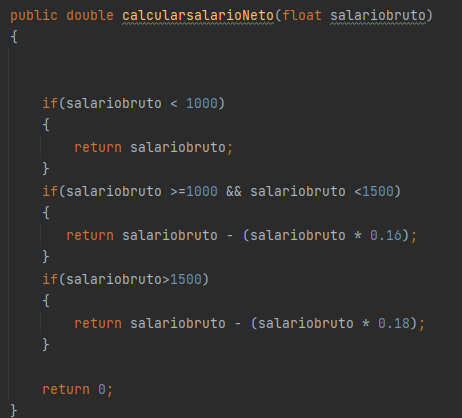 public double calcularsalarioNeto(float salariobruto)
{
if(salariobruto < 1000)
{
return salariobruto;
}
if(salariobruto >=1000 && salariobruto <1500)
{
return salariobruto - (salariobruto * 0.16);
}
if(salariobruto>1500)
{
return salariobruto - (salariobruto * 0.18);
}
return 0;
}